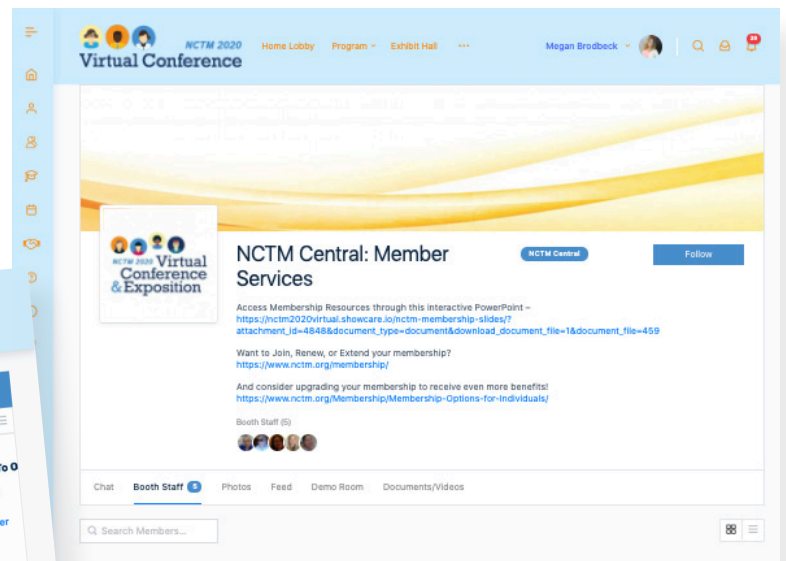 NCTM 2020
Virtual Conference
Home Lobby Program Exhibit Hall ...
Megan Brodbeck
NCTM 2020 Virtual
Conference
& Exposition
NCTM Central: Member
Services
NCTM Central
Follow
Access Membership Resources through this interactive PowerPoint –
https://nctm2020virtual.showcare.io/nctm-membership-slides/?
attachment_id=4848&document_type=document&download_document_file=1&document_file=459
Want to Join, Renew, or Extend your membership?
https://www.nctm.org/membership/
And consider upgrading your membership to receive even more benefits!
https://www.nctm.org/Membership/Membership-Options-for-Individuals/
Booth Staff (5)
Chat Booth Staff 5 Photos Feed Demo Room Documents/Videos
Search Members...
To O
er